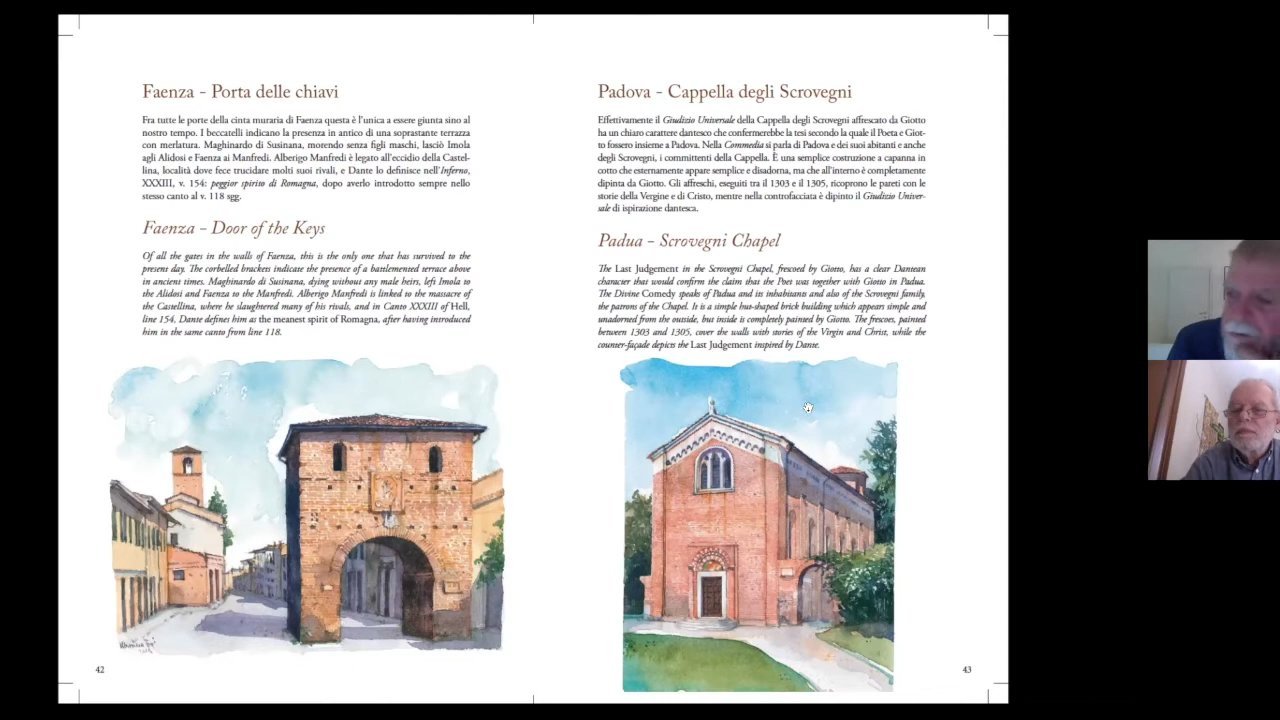 Faenza - Porta delle chiavi
Fra tutte le porte della cinta muraria di Faenza questa è l'unica a essere giunta sino al
nostro tempo. I beccatelli indicano la presenza in antico di una soprastante terrazza
con merlatura. Maghinardo di Susinana, morendo senza figli maschi, lasciò Imola
agli Alidosi e Faenza ai Manfredi. Alberigo Manfredi è legato all'eccidio della Castel-
lina, località dove fece trucidare molti suoi rivali, e Dante lo definisce nell'Inferno,
XXXIII, v. 154: peggior spirito di Romagna, dopo averlo introdotto sempre nello
stesso canto al v. 118 sgg.
Faenza - Door of the Keys
Of all the gates in the walls of Faenza, this is the only one that has survived to the
present day. The corbelled brackets indicate the presence of a battlemented terrace above
in ancient times. Maghinardo di Susinana, dying without any male heirs, left Imola to
the Alidosi and Faenza to the Manfredi. Alberigo Manfredi is linked to the massacre of
the Castellina, where he slaughtered many of his rivals, and in Canto XXXIII of Hell,
line 154, Dante defines him as the meanest spirit of Romagna, after having introduced
him in the same canto from line 118.
42
Padova - Cappella degli Scrovegni
Effettivamente il Giudizio Universale della Cappella degli Scrovegni affrescato da Giotto
ha un chiaro carattere dantesco che confermerebbe la tesi secondo la quale il Poeta e Giot-
to fossero insieme a Padova. Nella Commedia si parla di Padova e dei suoi abitanti e anche
degli Scrovegni, i committenti della Cappella. È una semplice costruzione a capanna in
cotto che esternamente appare semplice e disadorna, ma che all'interno è completamente
dipinta da Giotto. Gli affreschi, eseguiti tra il 1303 e il 1305, ricoprono le pareti con le
storie della Vergine e di Cristo, mentre nella controfacciata è dipinto il Giudizio Univer-
sale di ispirazione dantesca.
Padua - Scrovegni Chapel
The Last Judgement in the Scrovegni Chapel, frescoed by Giotto, has a clear Dantean
character that would confirm the claim that the Poet was together with Giotto in Padua.
The Divine Comedy speaks of Padua and its inhabitants and also of the Scrovegni family,
the patrons of the Chapel. It is a simple hut-shaped brick building which appears simple and
unadorned from the outside, but inside is completely painted by Giotto. The frescoes, painted
between 1303 and 1305, cover the walls with stories of the Virgin and Christ, while the
counter-façade depicts the Last Judgement inspired by Dante.
43